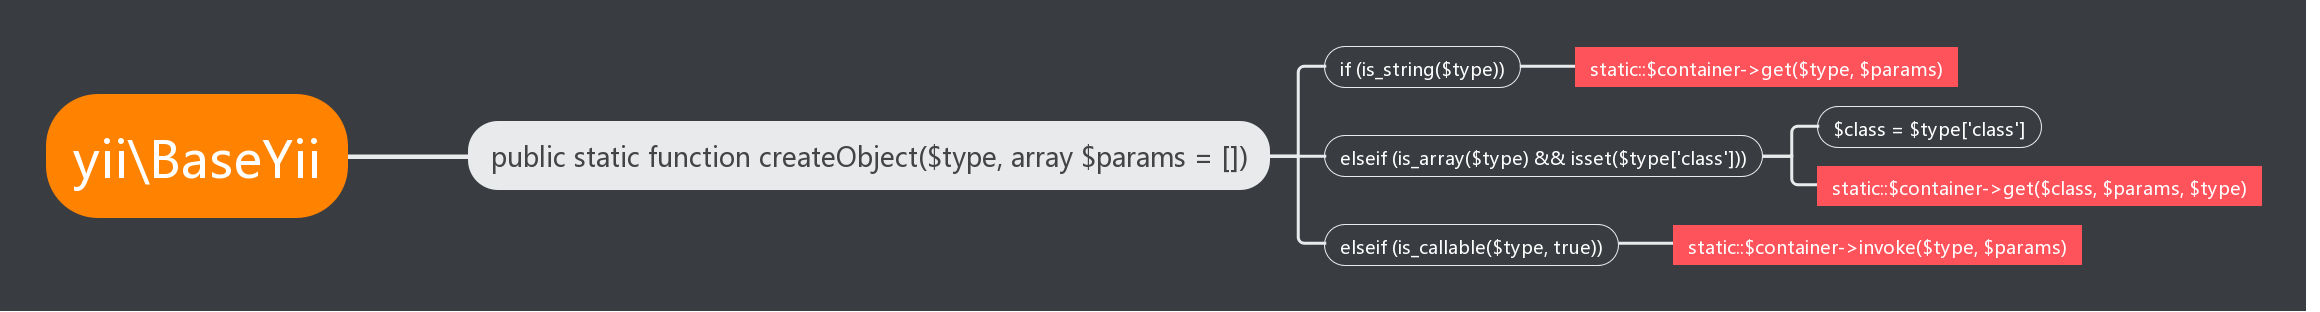 yii\BaseYii
public static function createObject($type, array $params = [])
if (is_string($type))
static::$container->get($type, $params)
elseif (is_array($type) && isset($type['class']))
$class = $type['class']
static::$container->get($class, $params, $type)
elseif (is_callable($type, true))
static::$container->invoke($type, $params)